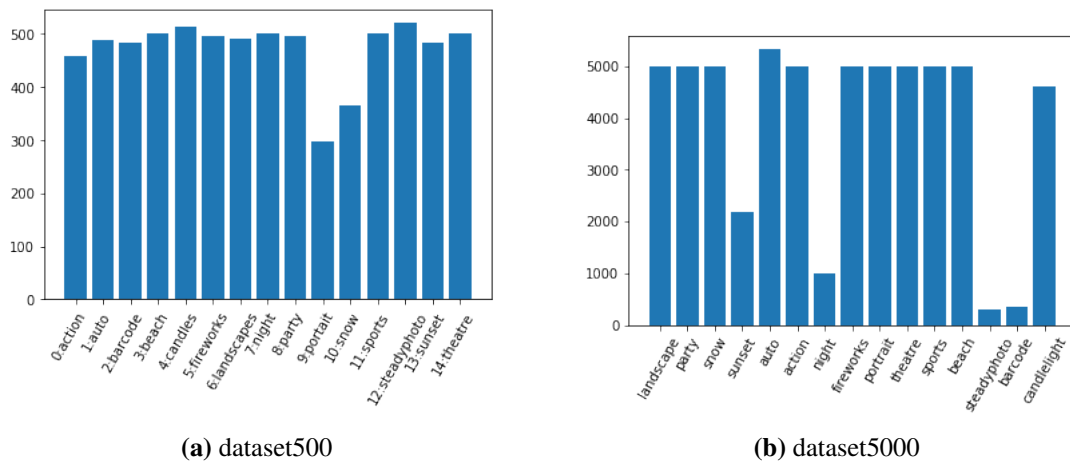 500
400
300
200
100
0
0:action
1:auto
2:barcode
3:beach
4:candles
5:fireworks
6:landscapes
7:night
8:party
9:portait
10:snow
11:sports
12:steadyphoto
13:sunset
14:theatre
(a) dataset500
5000
4000
3000
2000
1000
0
landscape
party
snow
sunset
auto
action
night
fireworks
portrait
theatre
sports
beach
steadyphoto
barcode
candlelight
(b) dataset5000